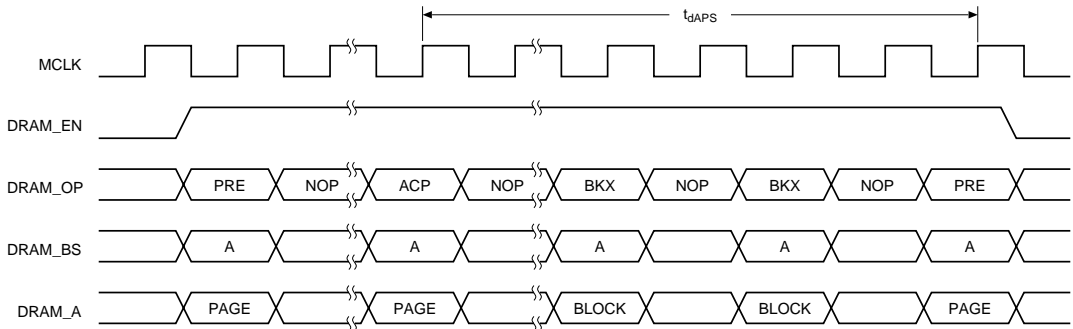 t_dAPS
MCLK
DRAM_EN
DRAM_OP PRE NOP ACP NOP BKX NOP BKX NOP PRE
DRAM_BS A A A A A
DRAM_A PAGE PAGE BLOCK BLOCK PAGE